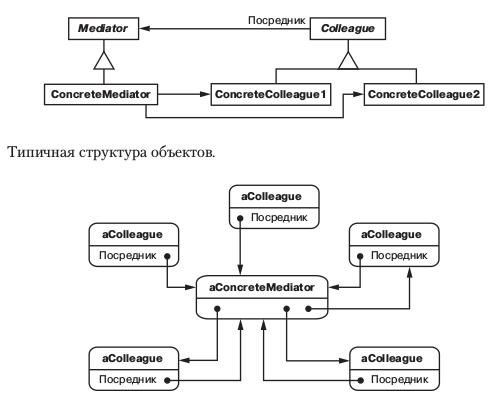 Посредник
Mediator
Colleague
ConcreteMediator
ConcreteColleague1
ConcreteColleague2
Типичная структура объектов.
aColleague
Посредник
aColleague
Посредник
aColleague
Посредник
aConcreteMediator
aColleague
Посредник
aColleague
Посредник